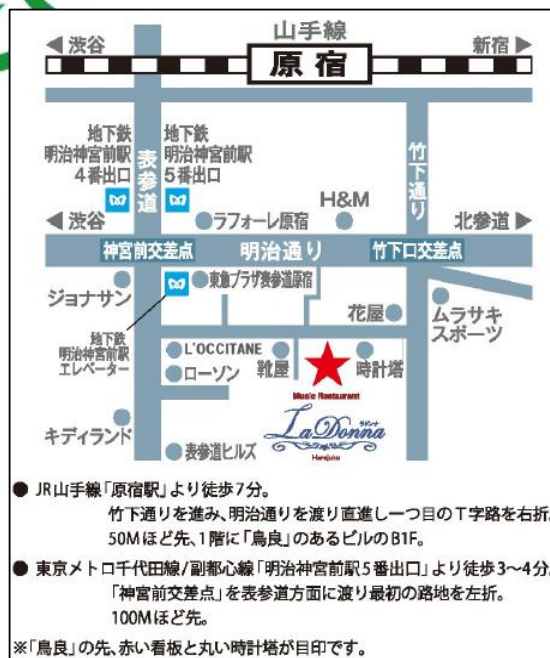 山手線
◀渋谷
新宿▶
原宿
地下鉄
明治神宮前駅
4番出口
表参道
地下鉄
明治神宮前駅
5番出口
竹下通り
◀渋谷
ラフォーレ原宿
H&M
北参道▶
神宮前交差点
明治通り
竹下口交差点
ジョナサン
東急プラザ表参道原宿
花屋
ムラサキ
スポーツ
地下鉄
明治神宮前駅
エレベーター
L'OCCITANE
靴屋
時計塔
ローソン
Music Restaurant
La Donna
ラドンナ
Harajuku
キディランド
表参道ヒルズ
● JR山手線「原宿駅」より徒歩7分。
竹下通りを進み、明治通りを渡り直進し一つ目のT字路を右折。
50Mほど先、1階に「鳥良」のあるビルのB1F。
● 東京メトロ千代田線/副都心線「明治神宮前駅5番出口」より徒歩3〜4分。
「神宮前交差点」を表参道方面に渡り最初の路地を左折。
100Mほど先。
※「鳥良」の先、赤い看板と丸い時計塔が目印です。